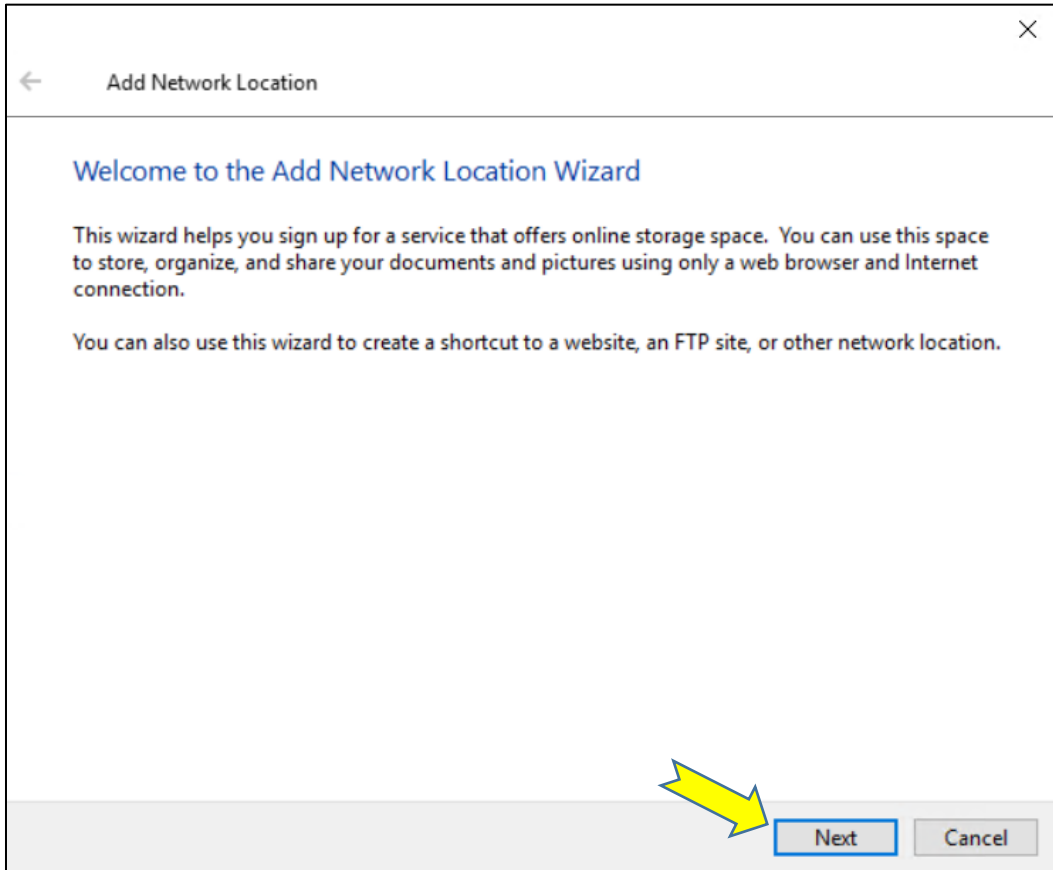 Add Network Location
Welcome to the Add Network Location Wizard
This wizard helps you sign up for a service that offers online storage space.  You can use this space
to store, organize, and share your documents and pictures using only a web browser and Internet
connection.
You can also use this wizard to create a shortcut to a website, an FTP site, or other network location.
Next
Cancel